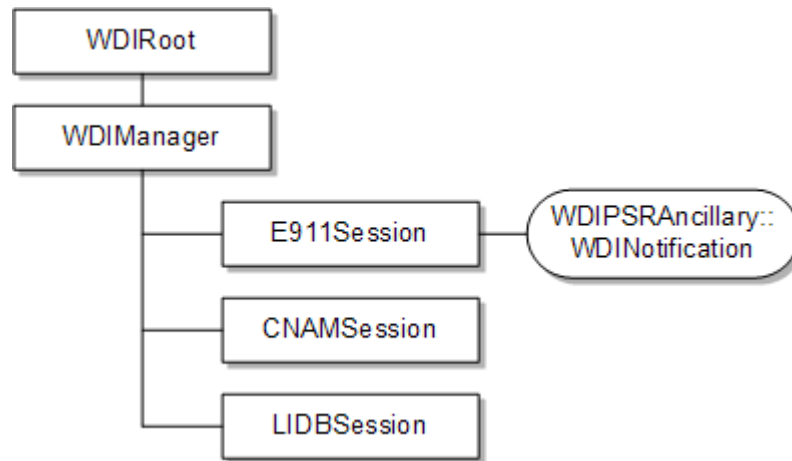 WDIRoot
WDIManager
E911Session
WDIPSRAncillary::
WDINotification
CNAMSession
LIDBSession